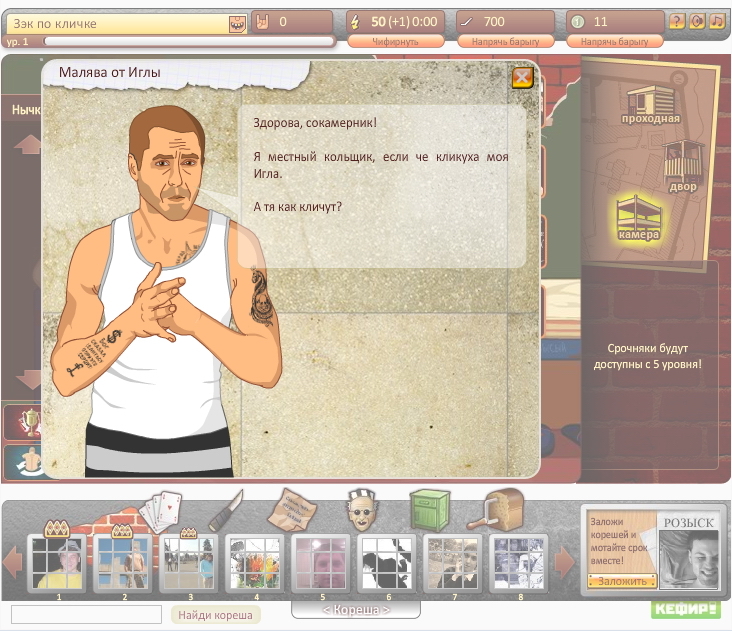 Зэк по кличке
0
50 (+1) 0:00
700
11
ур. 1
Чифирнуть
Напрячь барыгу
Напрячь барыгу
Малява от Иглы
Нычк
Здорова, сокамерник!
Я местный кольщик, если че кликуха моя
Игла.
А тя как кличут?
проходная
двор
камера
Срочняки будут
доступны с 5 уровня!
1
2
3
4
5
6
7
8
Заложи
корешей и
мотайте срок
вместе!
Заложить
РОЗЫСК
Найди кореша
< Кореша >
КЕФИР!